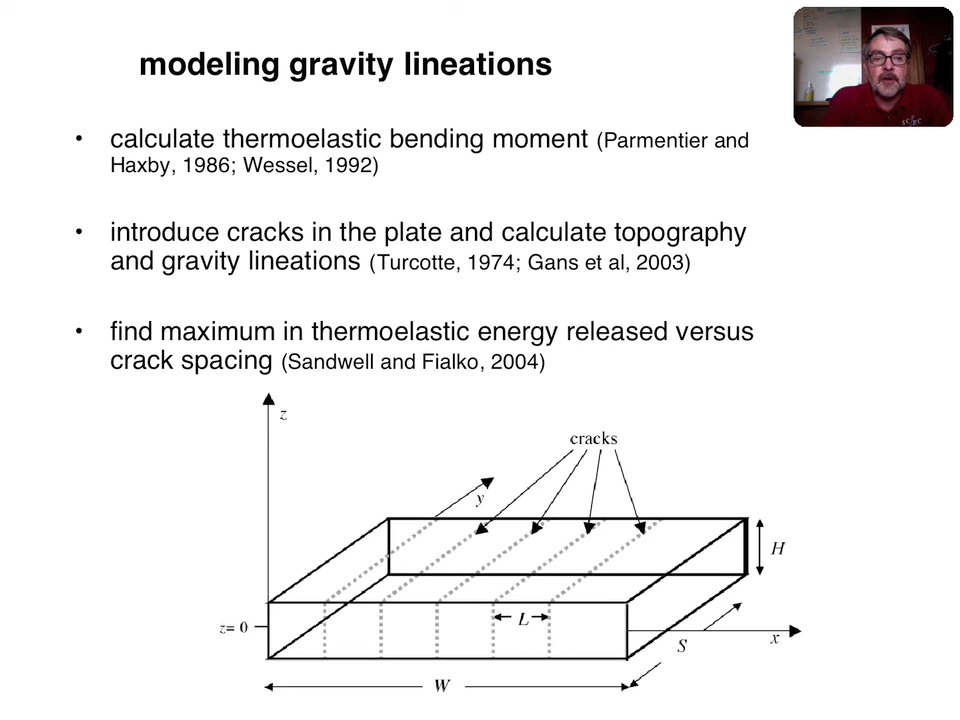 modeling gravity lineations
• calculate thermoelastic bending moment (Parmentier and
Haxby, 1986; Wessel, 1992)
• introduce cracks in the plate and calculate topography
and gravity lineations (Turcotte, 1974; Gans et al, 2003)
• find maximum in thermoelastic energy released versus
crack spacing (Sandwell and Fialko, 2004)
z
cracks
y
H
L
z= 0
S
x
W